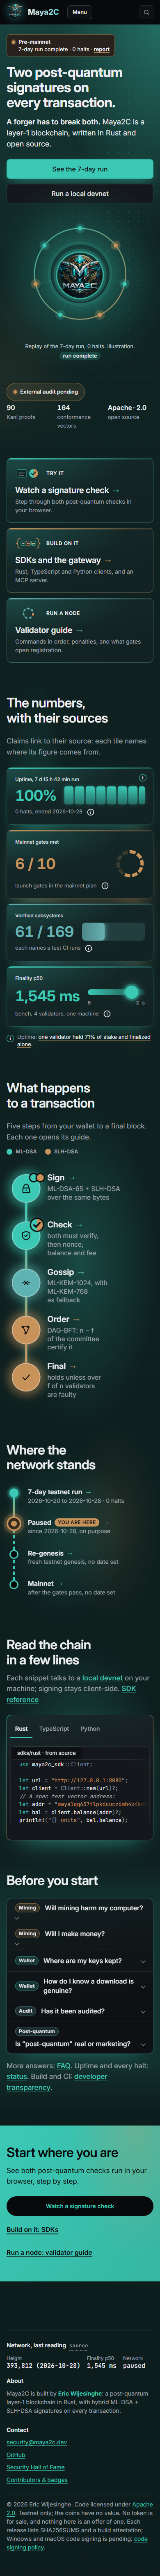 Maya2C
Menu
Pre-mainnet
7-day run complete · 0 halts · report
Two post-quantum
signatures on
every transaction.
A forger has to break both. Maya2C is a
layer-1 blockchain, written in Rust and
open source.
See the 7-day run
Run a local devnet
MAYA2C
Replay of the 7-day run, 0 halts. Illustration.
run complete
External audit pending
90
Kani proofs
164
conformance
vectors
Apache-2.0
open source
TRY IT
Watch a signature check →
Step through both post-quantum checks in
your browser.
BUILD ON IT
SDKs and the gateway →
Rust, TypeScript and Python clients, and an
MCP server.
RUN A NODE
Validator guide →
Commands in order, penalties, and what gates
open registration.
The numbers,
with their sources
Claims link to their source: each tile names
where its figure comes from.
Uptime, 7 d 15 h 42 min run
100%
0 halts, ended 2026-10-28
Mainnet gates met
6 / 10
launch gates in the mainnet plan
Verified subsystems
61 / 169
each names a test CI runs
Finality p50
1,545 ms
0
2 s
bench, 4 validators, one machine
Uptime: one validator held 71% of stake and finalized
alone.
What happens
to a transaction
Five steps from your wallet to a final block.
Each one opens its guide.
ML-DSA
SLH-DSA
Sign →
ML-DSA-65 + SLH-DSA
over the same bytes
Check →
both must verify,
then nonce,
balance and fee
Gossip →
ML-KEM-1024, with
ML-KEM-768
as fallback
Order →
DAG-BFT: n − f
of the committee
certify it
Final →
holds unless over
f of n validators
are faulty
Where the
network stands
7-day testnet run →
2026-10-20 to 2026-10-28 · 0 halts
Paused YOU ARE HERE →
since 2026-10-28, on purpose
Re-genesis →
fresh testnet genesis, no date set
Mainnet →
after the gates pass, no date set
Read the chain
in a few lines
Each snippet talks to a local devnet on your
machine; signing stays client-side. SDK
reference
Rust
TypeScript
Python
sdks/rust · from source
use maya2c_sdk::Client;
let url = "http://127.0.0.1:8080";
let client = Client::new(url)?;
// A spec test vector address:
let bal = client.balance(addr)?;
println!("{} units", bal.balance);
Before you start
Mining
Will mining harm my computer?
Mining
Will I make money?
Wallet
Where are my keys kept?
Wallet
How do I know a download is
genuine?
Audit
Has it been audited?
Post-quantum
Is "post-quantum" real or marketing?
More answers: FAQ. Uptime and every halt:
status. Build and CI: developer
transparency.
Start where you are
See both post-quantum checks run in your
browser, step by step.
Watch a signature check
Build on it: SDKs
Run a node: validator guide
Network, last reading source
Height
393,812 (2026-10-28)
Finality p50
1,545 ms
Network
paused
About
Maya2C is built by Eric Wijesinghe: a post-quantum
layer-1 blockchain in Rust, with hybrid ML-DSA +
SLH-DSA signatures on every transaction.
Contact
security@maya2c.dev
GitHub
Security Hall of Fame
Contributors & badges
© 2026 Eric Wijesinghe. Code licensed under Apache
2.0. Testnet only; the coins have no value. No token is
for sale, and nothing here is an offer of one. Each
release lists SHA256SUMS and a build attestation;
Windows and macOS code signing is pending: code
signing policy.